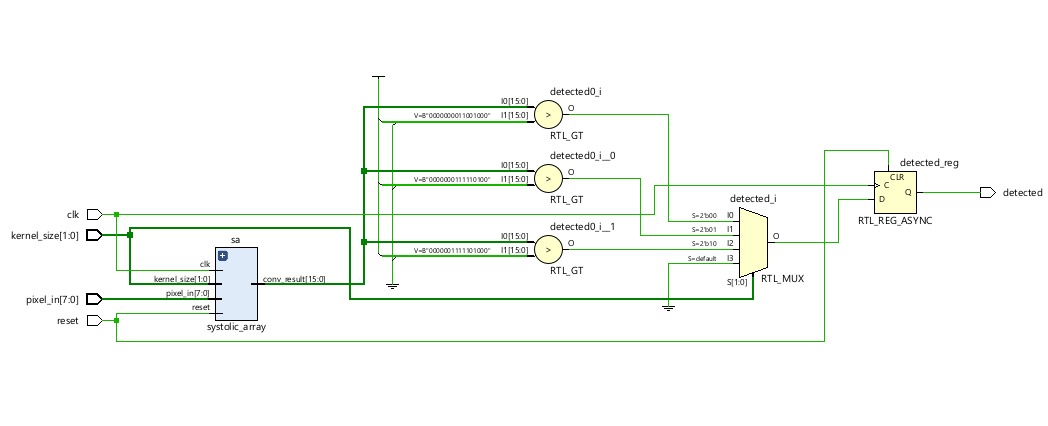 detected0_i
I0[15:0]
V=B"0000000011001000"
I1[15:0]
>
O
RTL_GT
detected0_i__0
I0[15:0]
V=B"0000000111110100"
I1[15:0]
>
O
RTL_GT
detected0_i__1
I0[15:0]
V=B"0000001111101000"
I1[15:0]
>
O
RTL_GT
clk
kernel_size[1:0]
pixel_in[7:0]
reset
sa
+
clk
kernel_size[1:0]
pixel_in[7:0]
reset
conv_result[15:0]
systolic_array
detected_i
S=2'b00
I0
S=2'b01
I1
S=2'b10
I2
S=default
I3
S[1:0]
O
RTL_MUX
detected_reg
CLR
C
D
Q
RTL_REG_ASYNC
detected